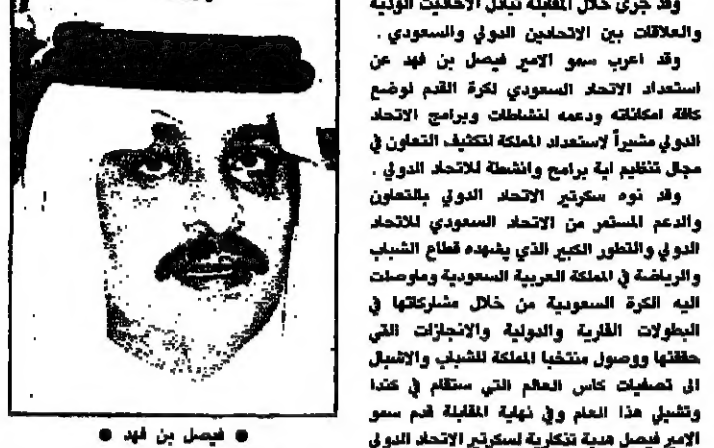 وقد جرى خلال المقابلة تبادل الاحاديث الودية
والعلاقات بين الاتحادين الدولي والسعودي .
وقد اعرب سمو الامير فيصل بن فهد عن
استعداد الاتحاد السعودي لكرة القدم لوضع
كافة امكاناته ودعمه لنشاطات وبرامج الاتحاد
الدولي مشيراً لاستعداد المملكة لتكثيف التعاون في
مجال تنظيم اية برامج وانشطة للاتحاد الدولي .
وقد نوه سكرتير الاتحاد الدولي بالتعاون
والدعم المستمر من الاتحاد السعودي للاتحاد
الدولي والتطور الكبير الذي يشهده قطاع الشباب
والرياضة في المملكة العربية السعودية وماوصلت
اليه الكرة السعودية من خلال مشاركاتها في
البطولات القارية والدولية والانجازات التي
حققتها ووصول منتخبا المملكة للشباب والاشبال
الى تصفيات كاس العالم التي ستقام في كندا
وتشيلي هذا العام وفي نهاية المقابلة قدم سمو
الامير فيصل هدية تذكارية لسكرتير الاتحاد الدولي
● فيصل بن فهد ●